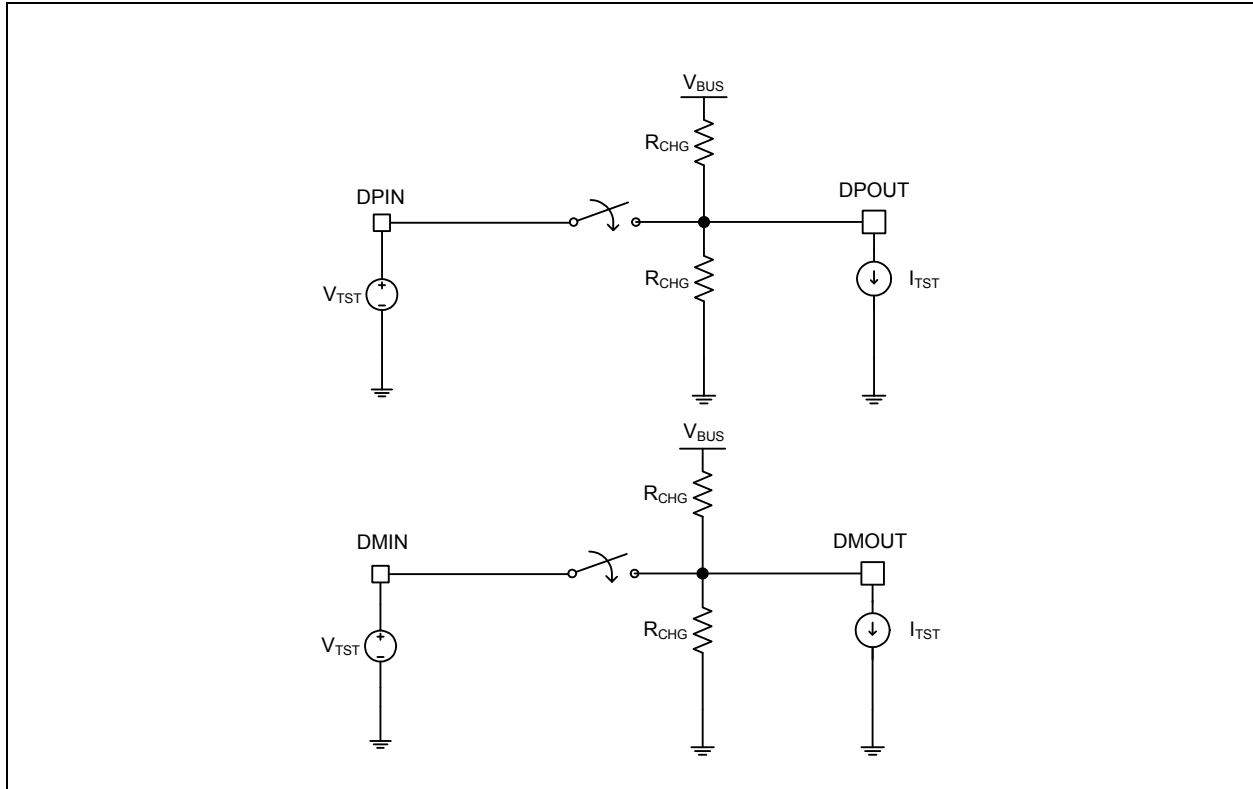 VBUS
RCHG
DPIN
DPOUT
RCHG
VTST
ITST
VBUS
RCHG
DMIN
DMOUT
RCHG
VTST
ITST